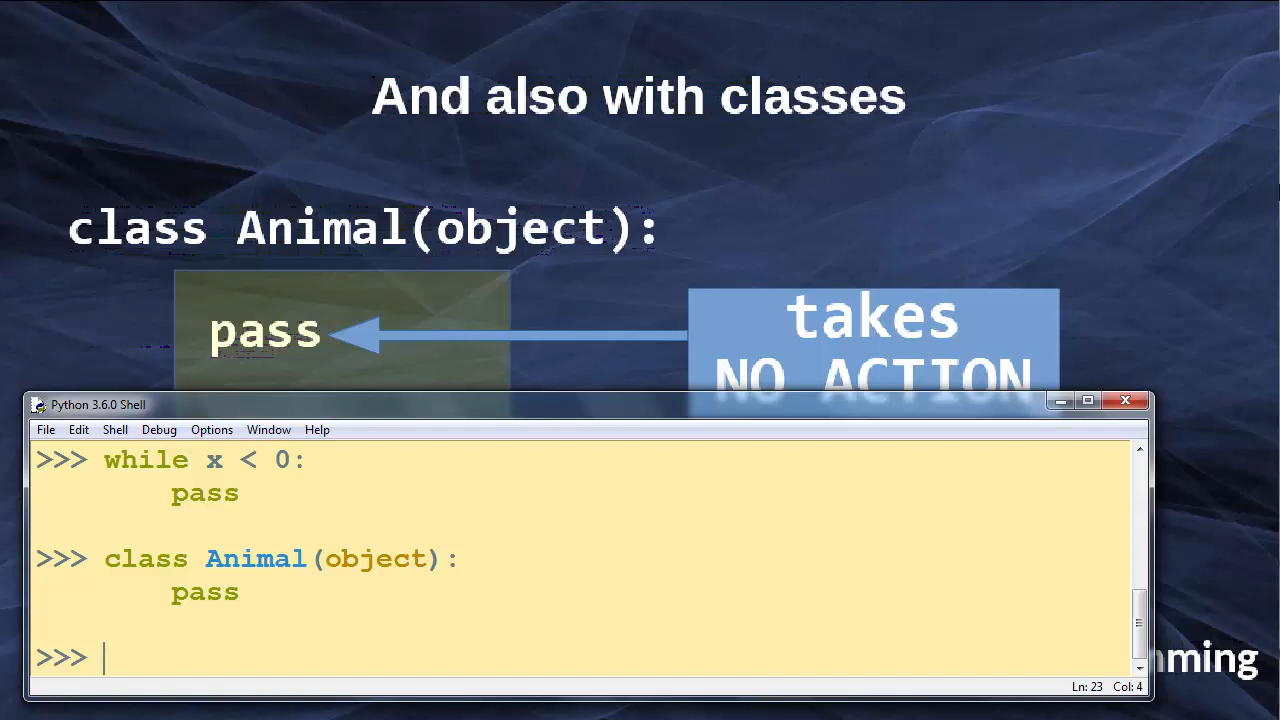 And also with classes
class Animal(object):
pass
takes
NO ACTION
Python 3.6.0 Shell
File Edit Shell Debug Options Window Help
>>> while x < 0:
pass
>>> class Animal(object):
pass
>>>
mming
Ln: 23 Col: 4